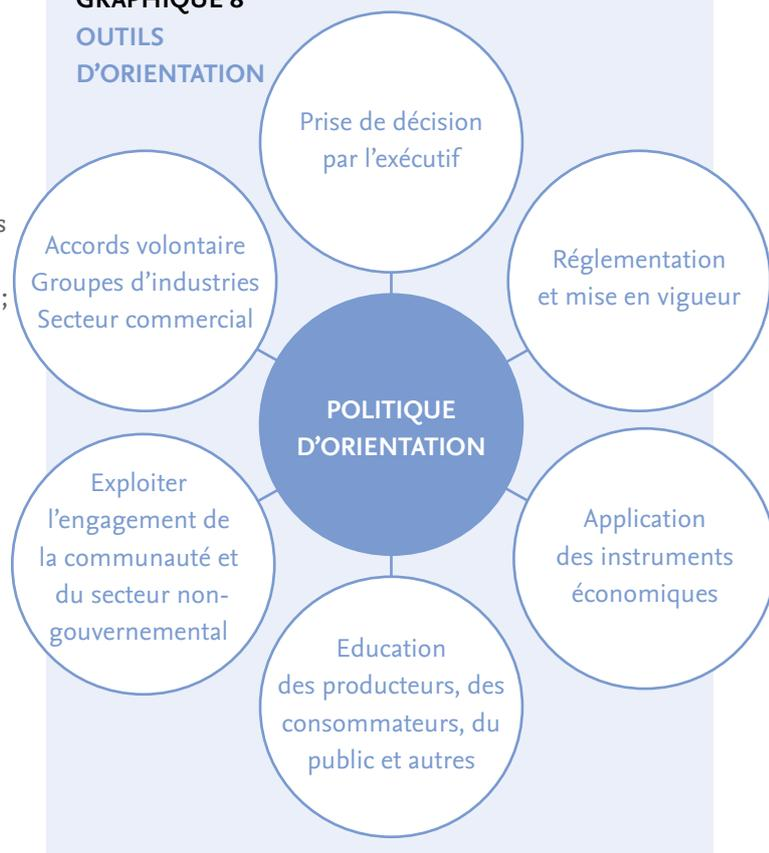 GRAPHIQUE 8
OUTILS
D’ORIENTATION
Prise de décision
par l’exécutif
Réglementation
et mise en vigueur
Application
des instruments
économiques
Education
des producteurs, des
consommateurs, du
public et autres
Exploiter
l’engagement de
la communauté et
du secteur non-
gouvernemental
Accords volontaire
Groupes d’industries
Secteur commercial
POLITIQUE
D’ORIENTATION
s
;